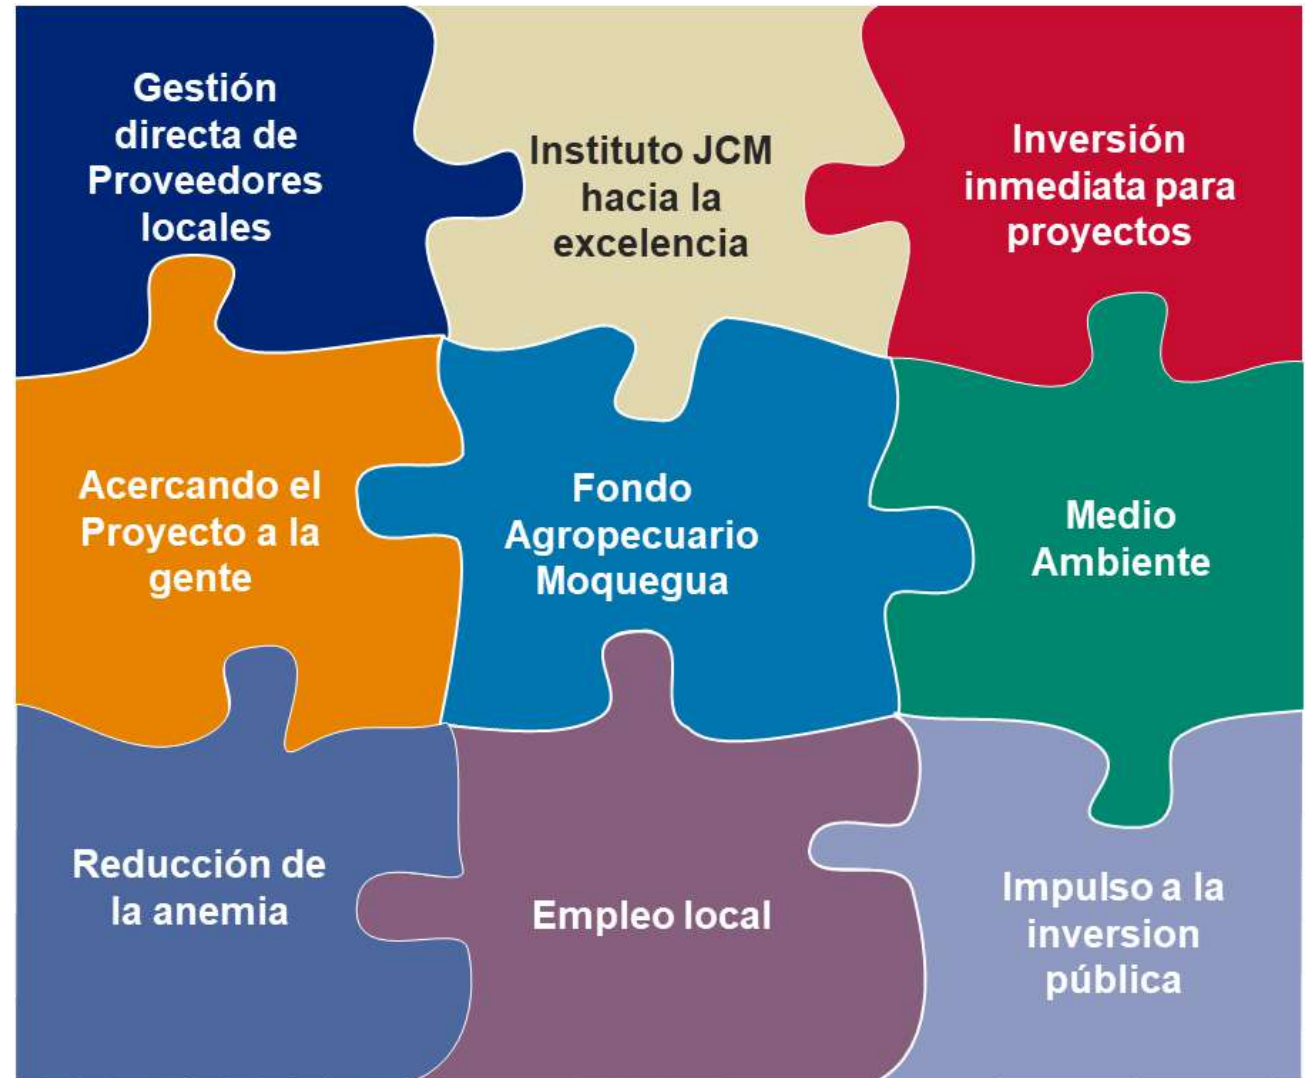 Gestión
directa de
Proveedores
locales
Instituto JCM
hacia la
excelencia
Inversión
inmediata para
proyectos
Acercando el
Proyecto a la
gente
Fondo
Agropecuario
Moquegua
Medio
Ambiente
Reducción de
la anemia
Empleo local
Impulso a la
inversion
pública